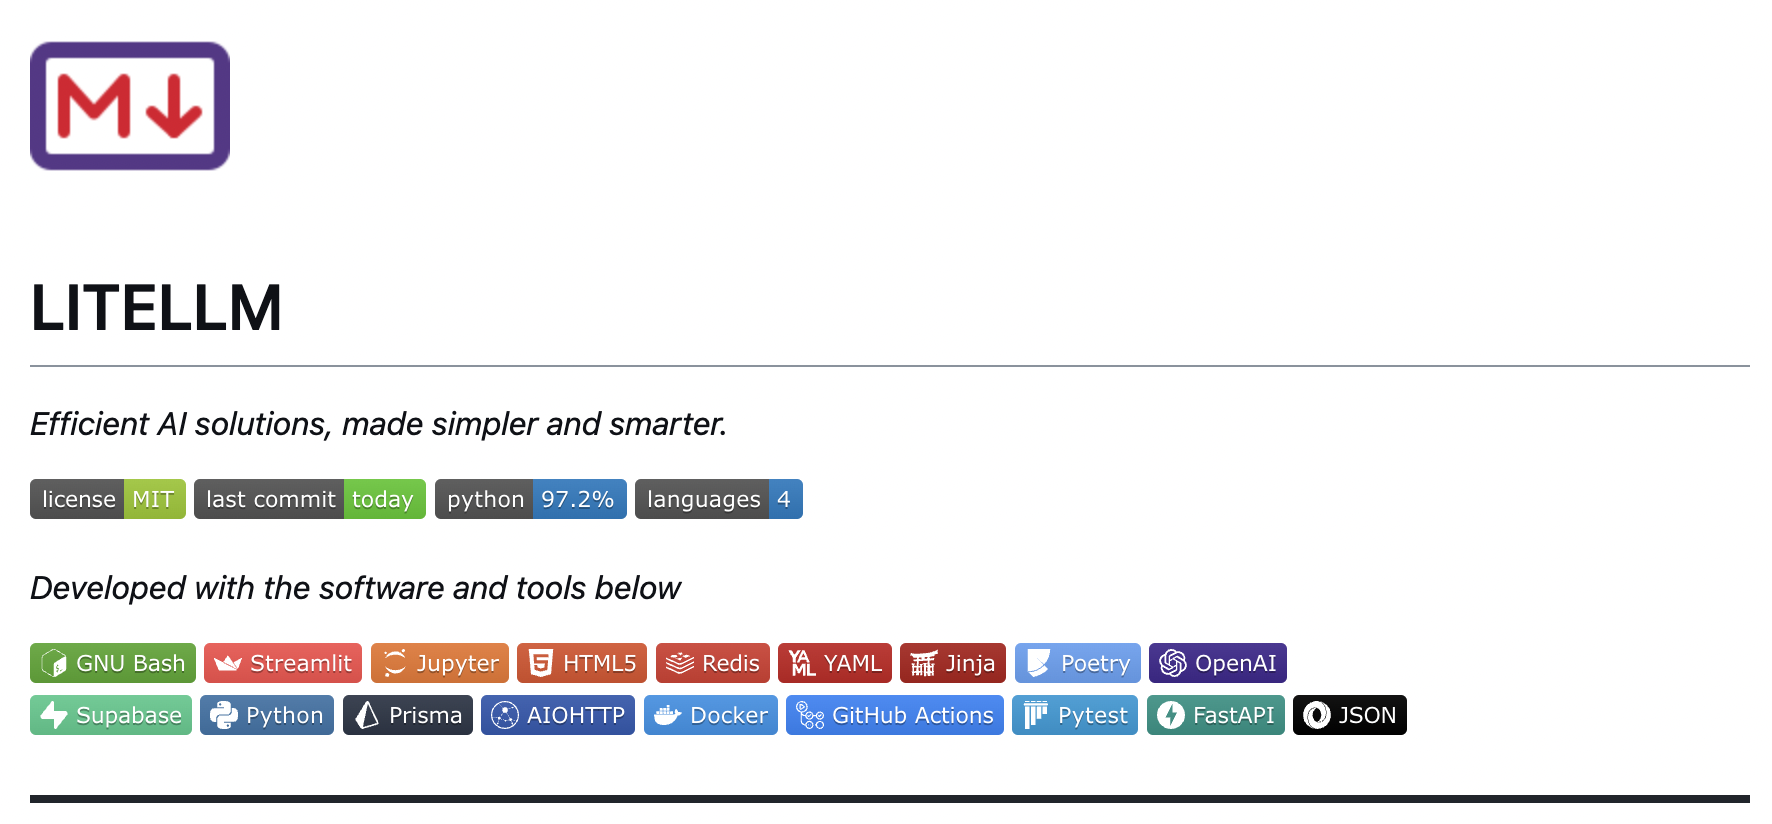 M
LITELLM
Efficient AI solutions, made simpler and smarter.
license MIT last commit today python 97.2% languages 4
Developed with the software and tools below
GNU Bash Streamlit Jupyter HTML5 Redis YAML YAML Jinja Poetry OpenAI
Supabase Python Prisma AIOHTTP Docker GitHub Actions Pytest FastAPI JSON